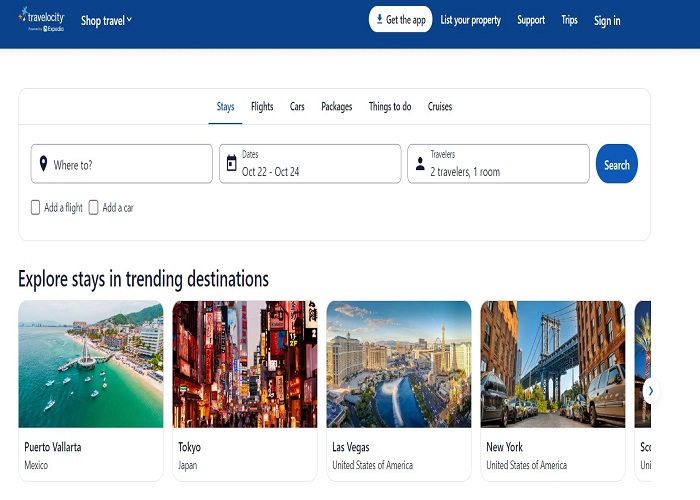 travelocity
Powered by Expedia
Shop travel
Get the app
List your property
Support
Trips
Sign in
Stays
Flights
Cars
Packages
Things to do
Cruises
Where to?
Dates
Oct 22 - Oct 24
Travelers
2 travelers, 1 room
Search
Add a flight
Add a car
Explore stays in trending destinations
Puerto Vallarta
Mexico
Tokyo
Japan
Las Vegas
United States of America
New York
United States of America
Sco
Uni